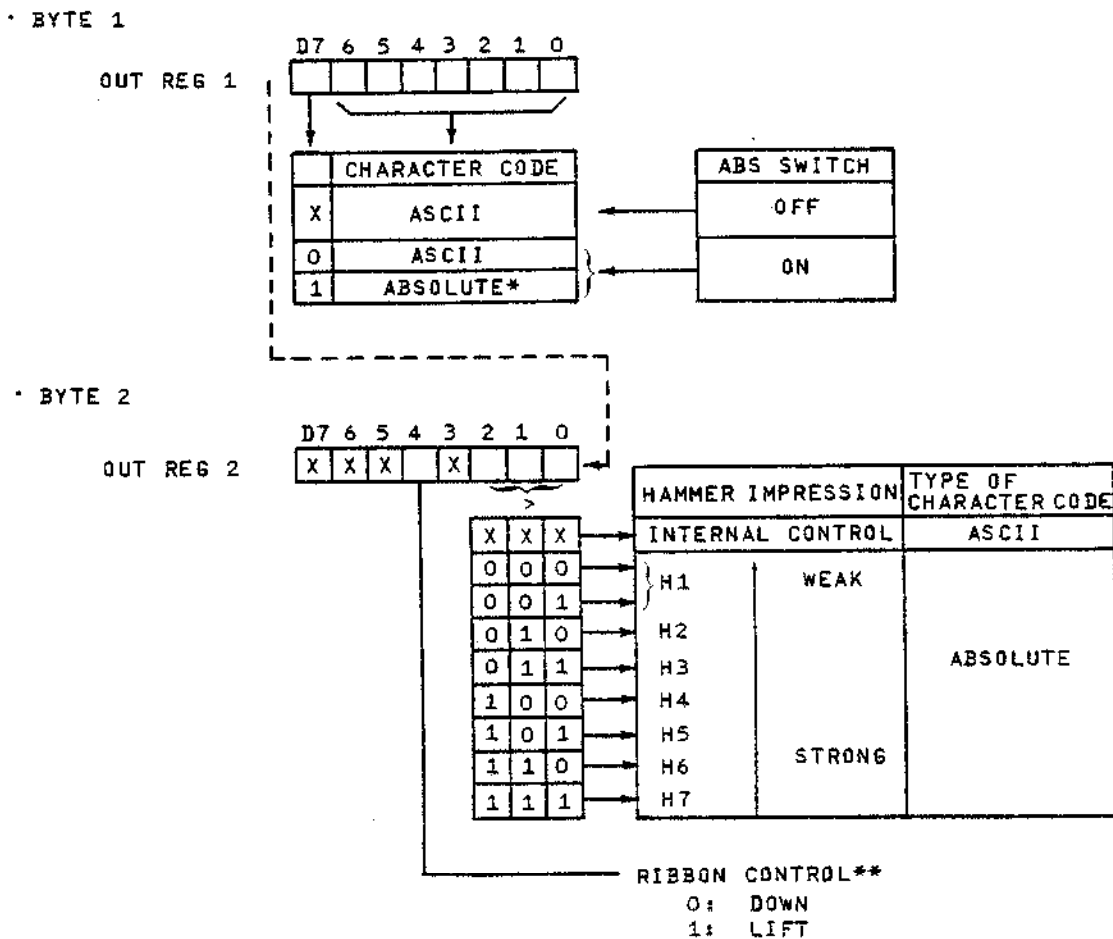 · BYTE 1
D7 6 5 4 3 2 1 0
OUT REG 1
CHARACTER CODE
X ASCII
0 ASCII
1 ABSOLUTE*
ABS SWITCH
OFF
ON
· BYTE 2
D7 6 5 4 3 2 1 0
OUT REG 2 X X X X
HAMMER IMPRESSION TYPE OF
CHARACTER CODE
X X X INTERNAL CONTROL ASCII
0 0 0 H1 WEAK
0 0 1
0 1 0 H2
0 1 1 H3 ABSOLUTE
1 0 0 H4
1 0 1 H5
1 1 0 H6 STRONG
1 1 1 H7
RIBBON CONTROL**
0: DOWN
1: LIFT